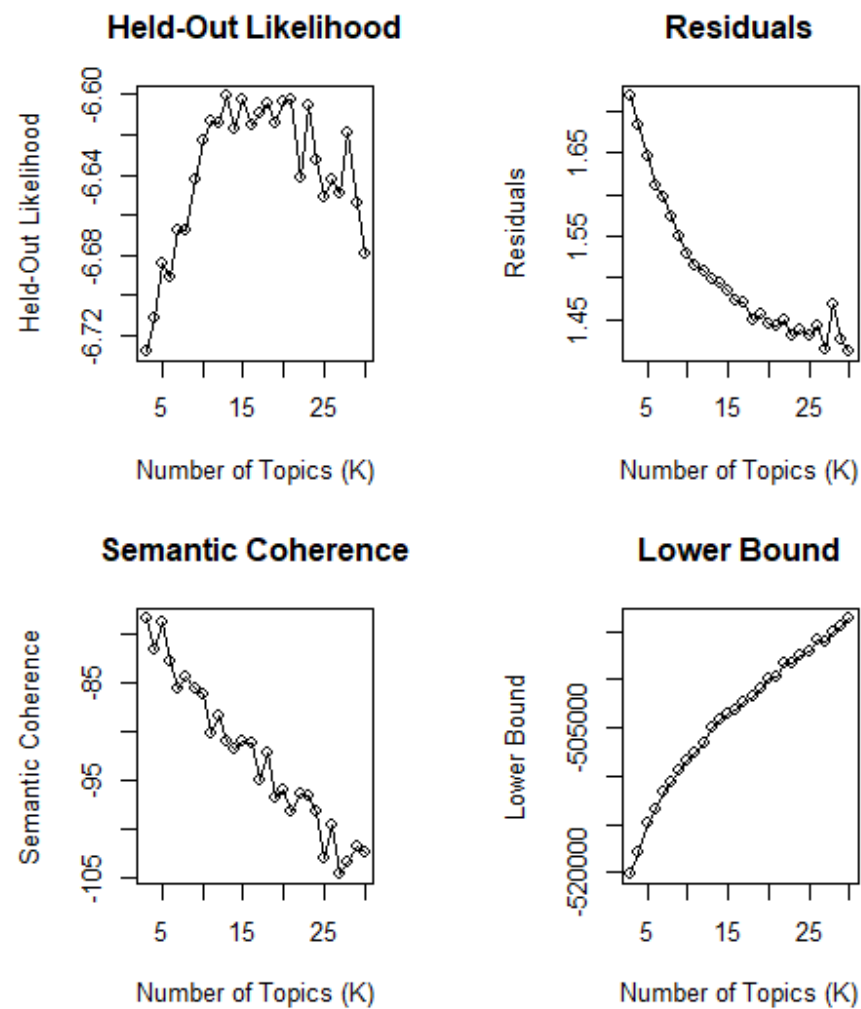 Held-Out Likelihood
Held-Out Likelihood
-6.60
-6.64
-6.68
-6.72
5
15
25
Number of Topics (K)
Residuals
Residuals
1.65
1.55
1.45
5
15
25
Number of Topics (K)
Semantic Coherence
Semantic Coherence
-85
-95
-105
5
15
25
Number of Topics (K)
Lower Bound
Lower Bound
-505000
-520000
5
15
25
Number of Topics (K)